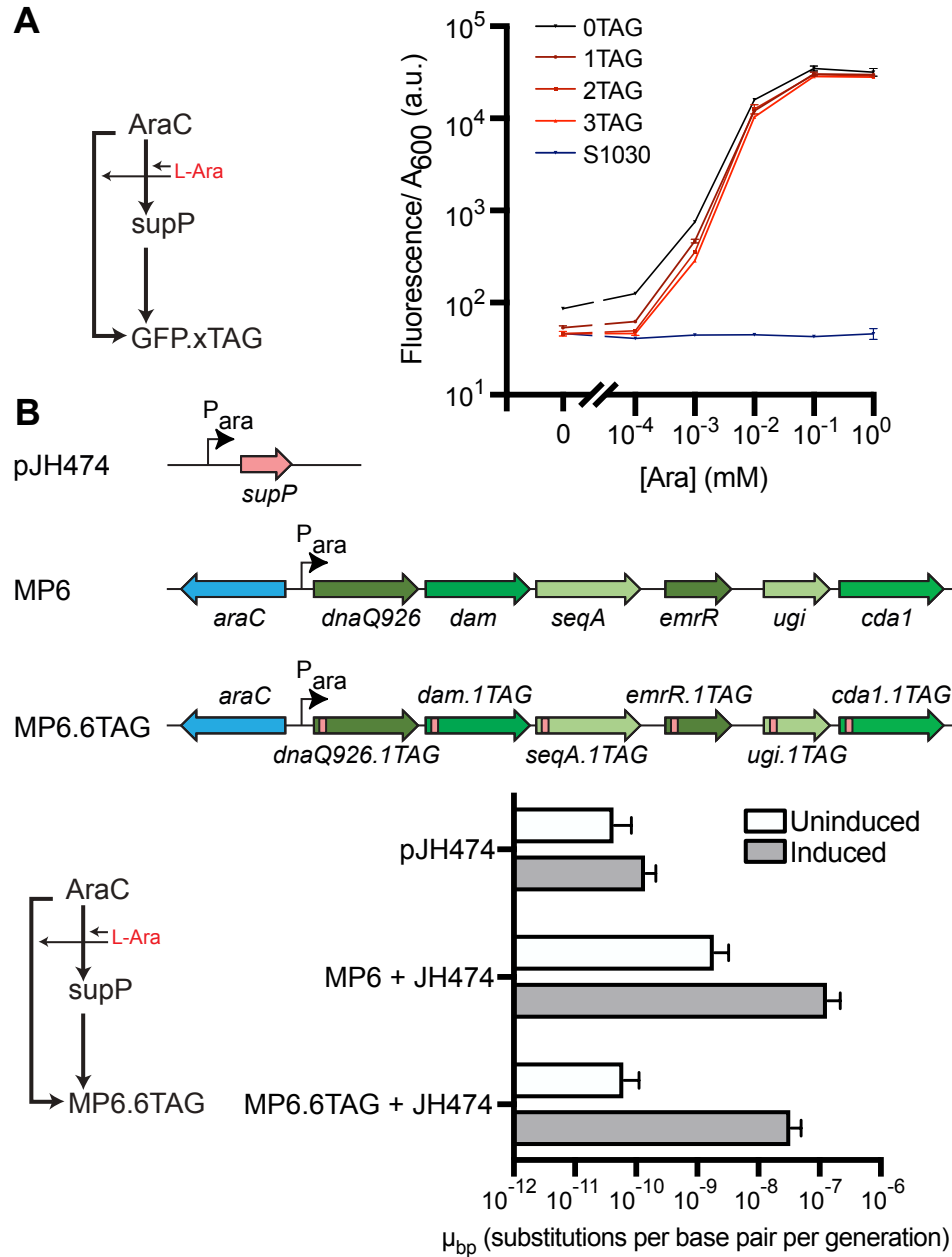 A
AraC
L-Ara
supP
GFP.xTAG
Fluorescence/ A600 (a.u.)
10^5
10^4
10^3
10^2
10^1
0TAG
1TAG
2TAG
3TAG
S1030
0 10^-4 10^-3 10^-2 10^-1 10^0
[Ara] (mM)
B
pJH474
Para
supP
MP6
Para
araC dnaQ926 dam seqA emrR ugi cda1
MP6.6TAG
araC Para dam.1TAG emrR.1TAG cda1.1TAG
dnaQ926.1TAG seqA.1TAG ugi.1TAG
AraC
L-Ara
supP
MP6.6TAG
Uninduced
Induced
pJH474
MP6 + JH474
MP6.6TAG + JH474
10^-12 10^-11 10^-10 10^-9 10^-8 10^-7 10^-6
μbp (substitutions per base pair per generation)